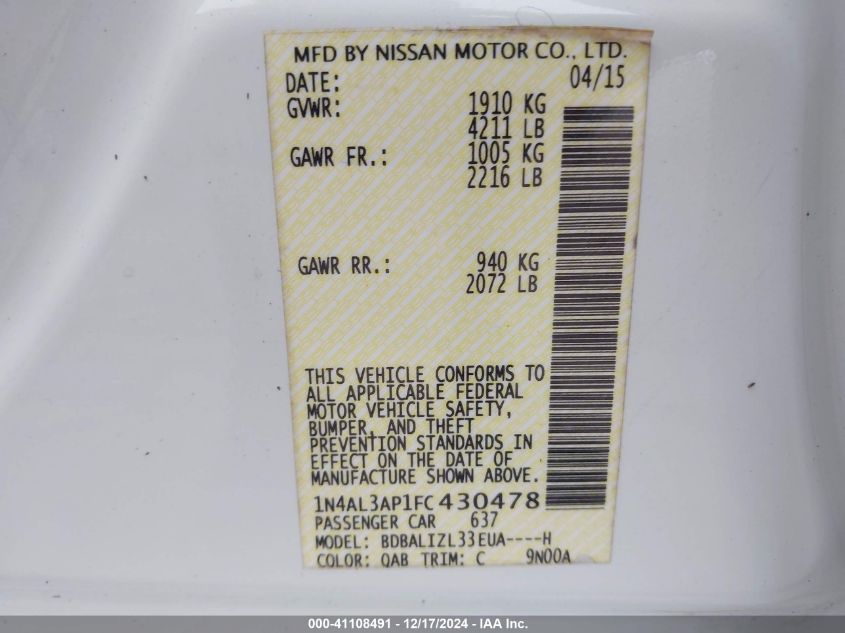 MFD BY NISSAN MOTOR CO., LTD.
DATE: 04/15
GVWR: 1910 KG
4211 LB
GAWR FR.: 1005 KG
2216 LB
GAWR RR.: 940 KG
2072 LB
THIS VEHICLE CONFORMS TO
ALL APPLICABLE FEDERAL
MOTOR VEHICLE SAFETY,
BUMPER, AND THEFT
PREVENTION STANDARDS IN
EFFECT ON THE DATE OF
MANUFACTURE SHOWN ABOVE.
1N4AL3AP1FC430478
PASSENGER CAR 637
MODEL: BDBALIZL33EUA----H
COLOR: QAB TRIM: C 9N00A
000-41108491 - 12/17/2024 - IAA Inc.